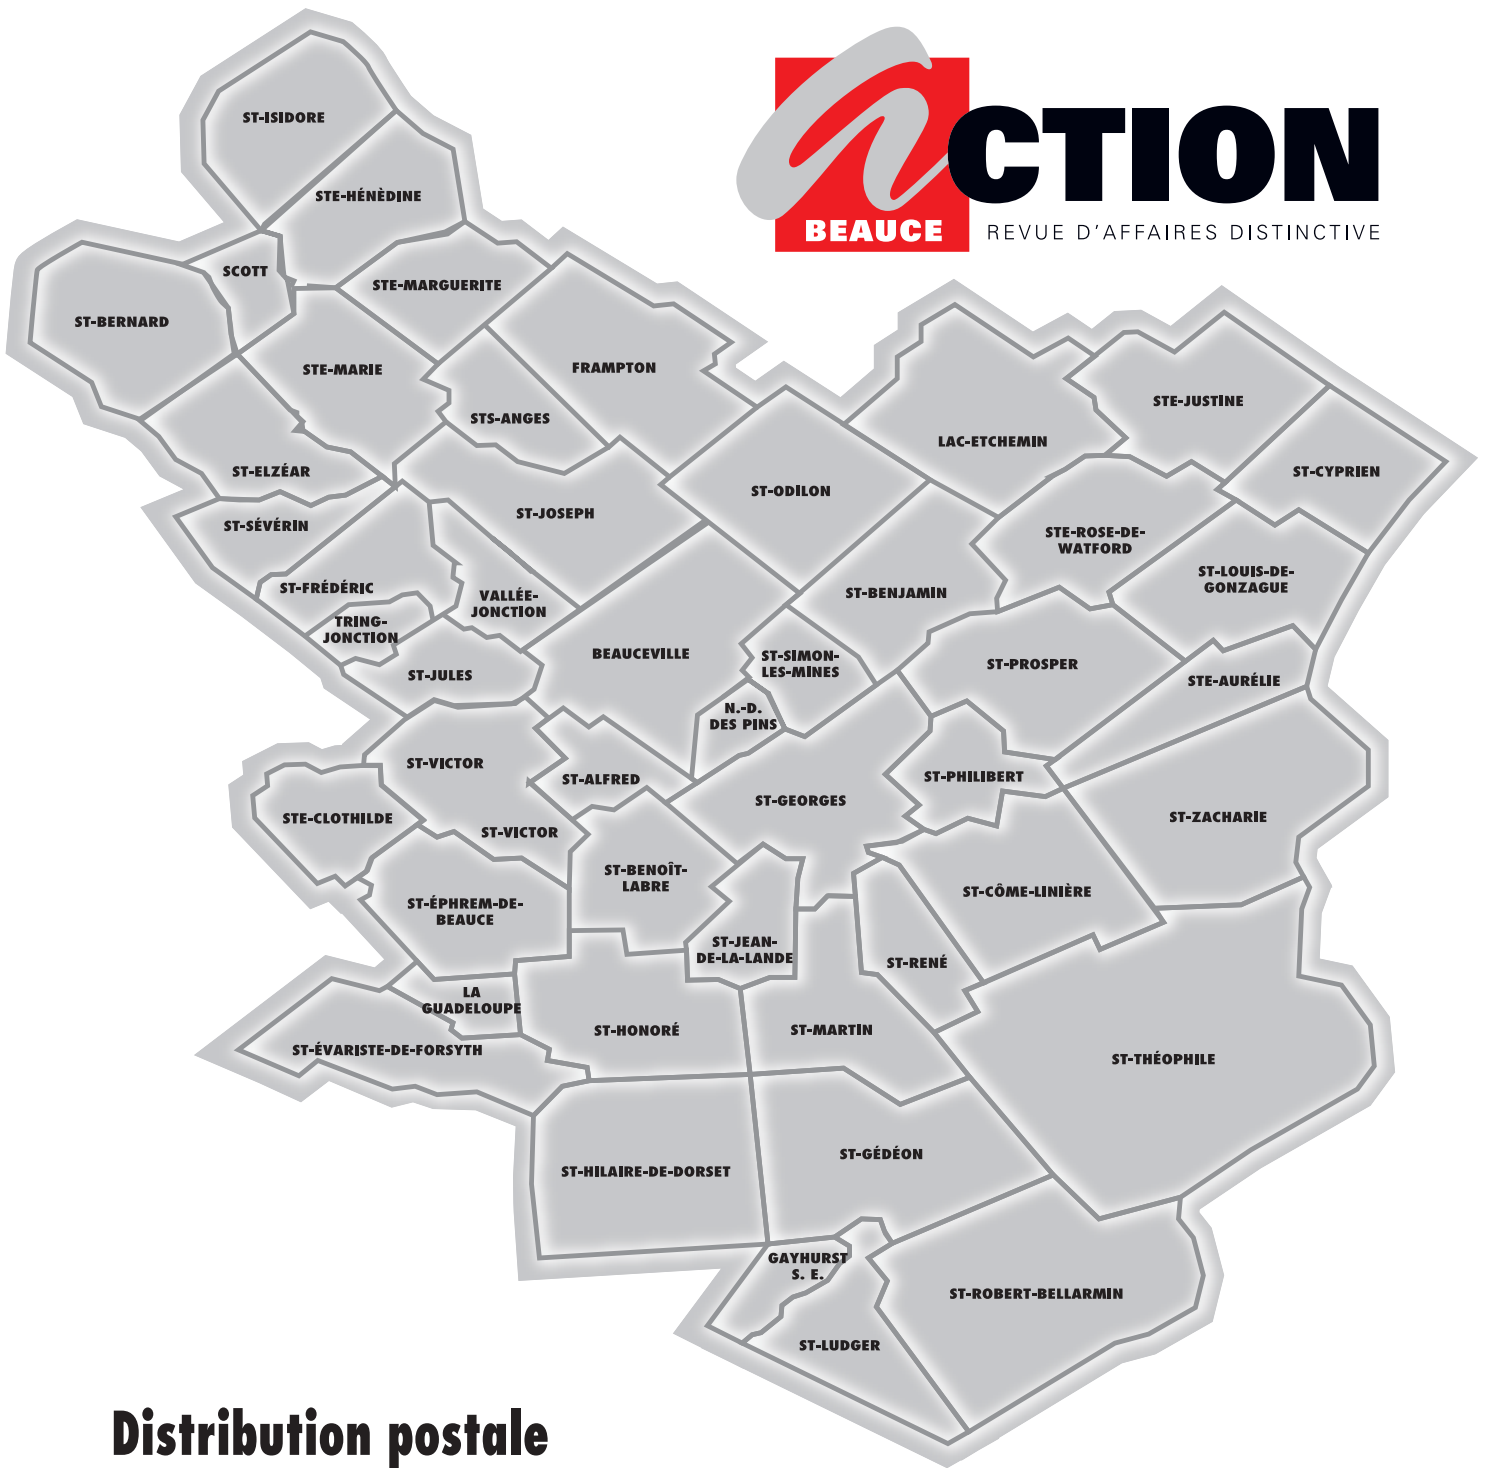 ACTION
BEAUCE
REVUE D'AFFAIRES DISTINCTIVE
ST-ISIDORE
STE-HÉNÈDINE
SCOTT
STE-MARGUERITE
ST-BERNARD
STE-MARIE
FRAMPTON
STS-ANGES
STE-JUSTINE
LAC-ETCHEMIN
ST-ELZÉAR
ST-CYPRIEN
ST-ODILON
ST-JOSEPH
ST-SÉVÉRIN
STE-ROSE-DE-
WATFORD
ST-LOUIS-DE-
GONZAGUE
ST-FRÉDÉRIC
VALLÉE-
JONCTION
ST-BENJAMIN
TRING-
JONCTION
BEAUCEVILLE
ST-SIMON-
LES-MINES
ST-PROSPER
ST-JULES
STE-AURÉLIE
N.-D.
DES PINS
ST-VICTOR
ST-ALFRED
ST-PHILIBERT
ST-GEORGES
STE-CLOTHILDE
ST-VICTOR
ST-ZACHARIE
ST-BENOÎT-
LABRE
ST-CÔME-LINIÈRE
ST-ÉPHREM-DE-
BEAUCE
ST-JEAN-
DE-LA-LANDE
ST-RENÉ
LA
GUADELOUPE
ST-HONORÉ
ST-MARTIN
ST-ÉVARISTE-DE-FORSYTH
ST-THÉOPHILE
ST-GÉDÉON
ST-HILAIRE-DE-DORSET
GAYHURST
S. E.
ST-ROBERT-BELLARMIN
ST-LUDGER
Distribution postale